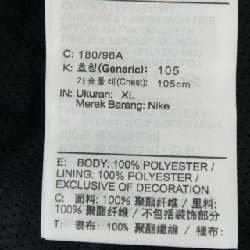 C: 180/96A
K: 호칭(Generic): 105
가슴둘레(Chest): 105cm
IN: Ukuran: XL
Merek Barang: Nike
E: BODY: 100% POLYESTER /
LINING: 100% POLYESTER /
EXCLUSIVE OF DECORATION
C: 面料: 100% 聚酯纤维 / 里料:
100% 聚酯纤维 / 不包括装饰部分
T: 表布: 100% 聚酯纖維 / 裡布: